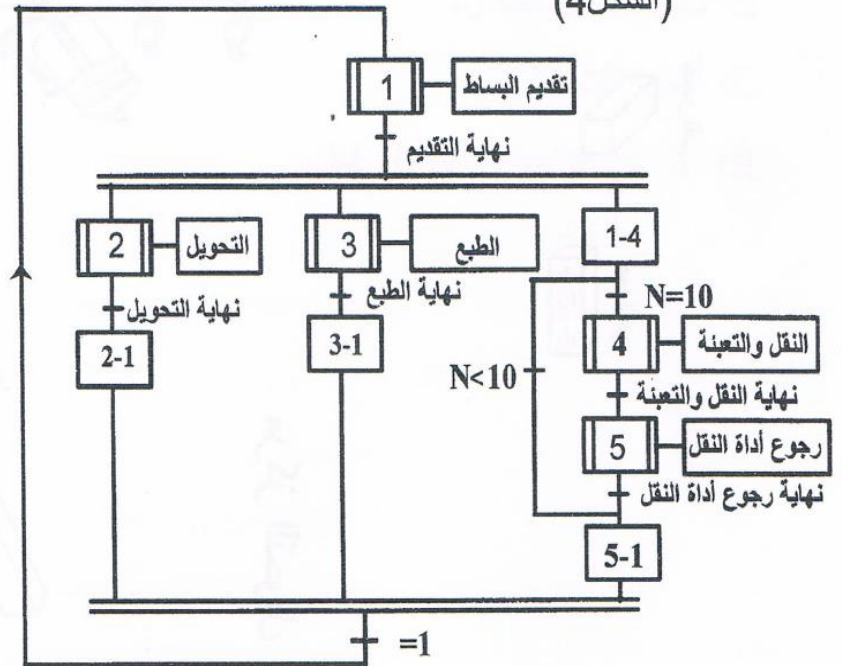 (الشكل4)
1 تقديم البساط
نهاية التقديم
2 التحويل
نهاية التحويل
2-1
3 الطبع
نهاية الطبع
3-1
1-4
N=10
N<10
4 النقل والتعبئة
نهاية النقل والتعبئة
5 رجوع أداة النقل
نهاية رجوع أداة النقل
5-1
=1